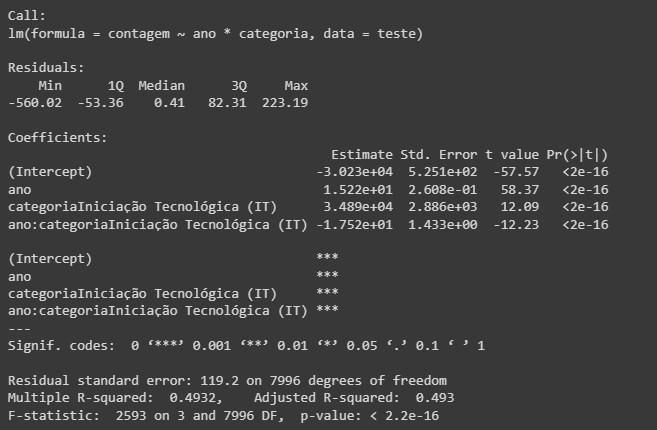 Call:
lm(formula = contagem ~ ano * categoria, data = teste)
Residuals:
Min 1Q Median 3Q Max
-560.02 -53.36 0.41 82.31 223.19
Coefficients:
Estimate Std. Error t value Pr(>|t|)
(Intercept) -3.023e+04 5.251e+02 -57.57 <2e-16
ano 1.522e+01 2.608e-01 58.37 <2e-16
categoriaIniciação Tecnológica (IT) 3.489e+04 2.886e+03 12.09 <2e-16
ano:categoriaIniciação Tecnológica (IT) -1.752e+01 1.433e+00 -12.23 <2e-16
(Intercept) ***
ano ***
categoriaIniciação Tecnológica (IT) ***
ano:categoriaIniciação Tecnológica (IT) ***
---
Signif. codes: 0 ‘***’ 0.001 ‘**’ 0.01 ‘*’ 0.05 ‘.’ 0.1 ‘ ’ 1
Residual standard error: 119.2 on 7996 degrees of freedom
Multiple R-squared: 0.4932, Adjusted R-squared: 0.493
F-statistic: 2593 on 3 and 7996 DF, p-value: < 2.2e-16